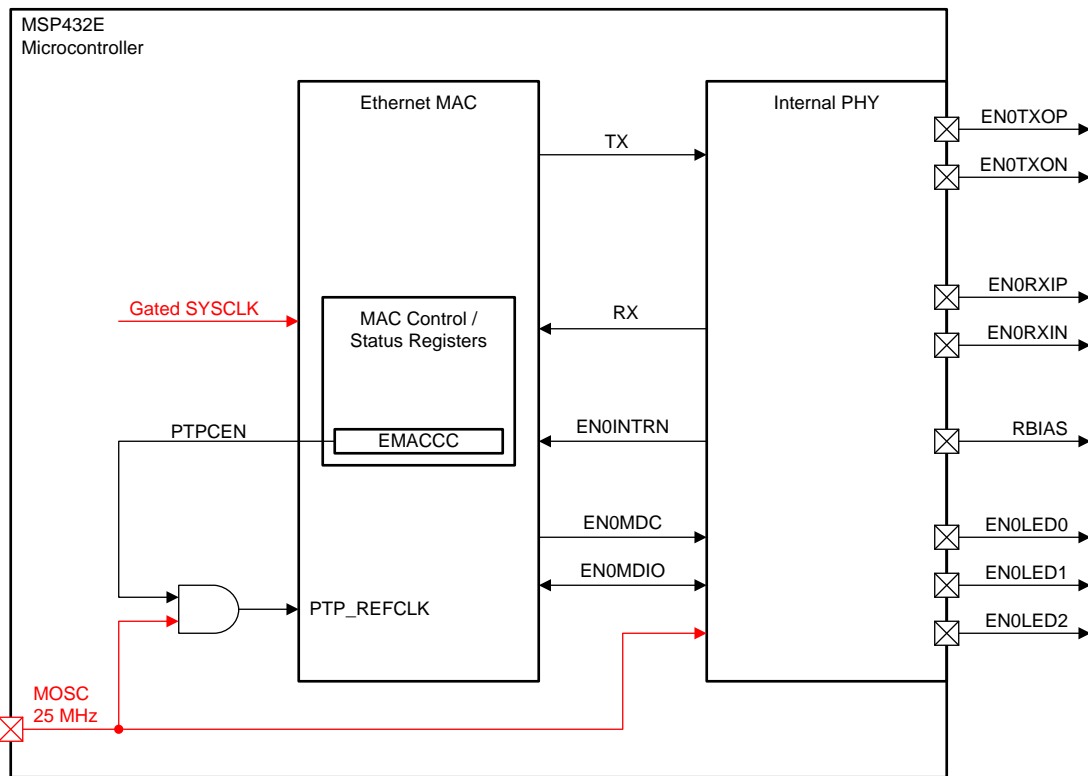 MSP432E
Microcontroller
Ethernet MAC
Internal PHY
EN0TXOP
TX
EN0TXON
EN0RXIP
Gated SYSCLK
MAC Control /
Status Registers
RX
EN0RXIN
PTPCEN
EMACCC
EN0INTRN
RBIAS
EN0MDC
EN0LED0
EN0MDIO
EN0LED1
PTP_REFCLK
EN0LED2
MOSC
25 MHz